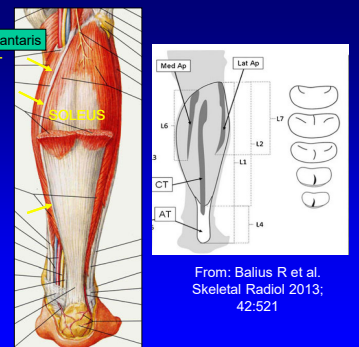 antaris
SOLEUS
Med Ap
Lat Ap
L6
L7
3
L2
L1
CT
AT
L4
From: Balius R et al.
Skeletal Radiol 2013;
42:521